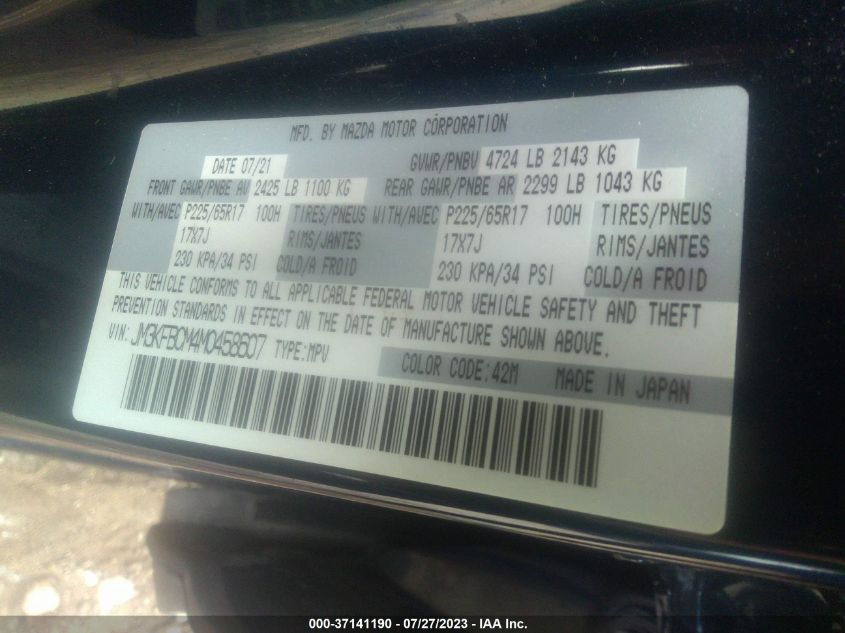 MFD. BY MAZDA MOTOR CORPORATION
DATE 07/21 GVWR/PNBV 4724 LB 2143 KG
FRONT GAWR/PNBE AV 2425 LB 1100 KG REAR GAWR/PNBE AR 2299 LB 1043 KG
WITH/AVEC P225/65R17 100H TIRES/PNEUS WITH/AVEC P225/65R17 100H TIRES/PNEUS
17X7J RIMS/JANTES 17X7J RIMS/JANTES
230 KPA/34 PSI COLD/A FROID 230 KPA/34 PSI COLD/A FROID
THIS VEHICLE CONFORMS TO ALL APPLICABLE FEDERAL MOTOR VEHICLE SAFETY AND THEFT
PREVENTION STANDARDS IN EFFECT ON THE DATE OF MANUFACTURE SHOWN ABOVE.
VIN: JM3KFBCM4M0458607 TYPE:MPV
COLOR CODE:42M MADE IN JAPAN
000-37141190 - 07/27/2023 - IAA Inc.